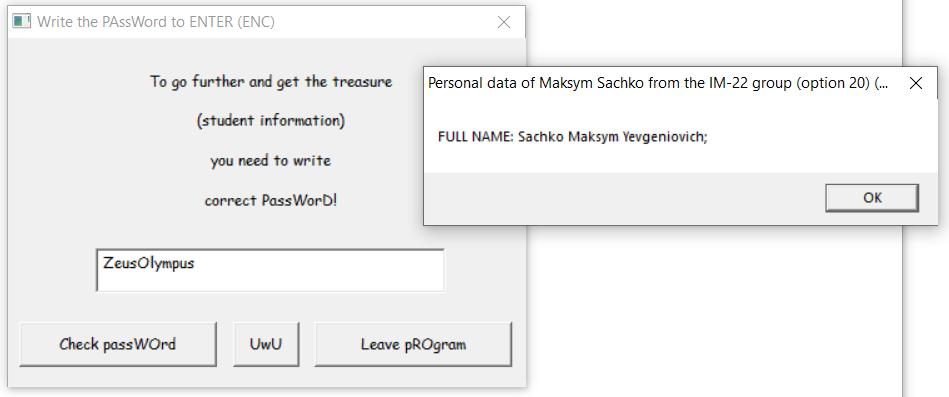 Write the PAssWord to ENTER (ENC)
To go further and get the treasure
(student information)
you need to write
correct PassWorD!
ZeusOlympus
Check passWOrd
UwU
Leave pROgram
Personal data of Maksym Sachko from the IM-22 group (option 20) (...
FULL NAME: Sachko Maksym Yevgeniovich;
OK